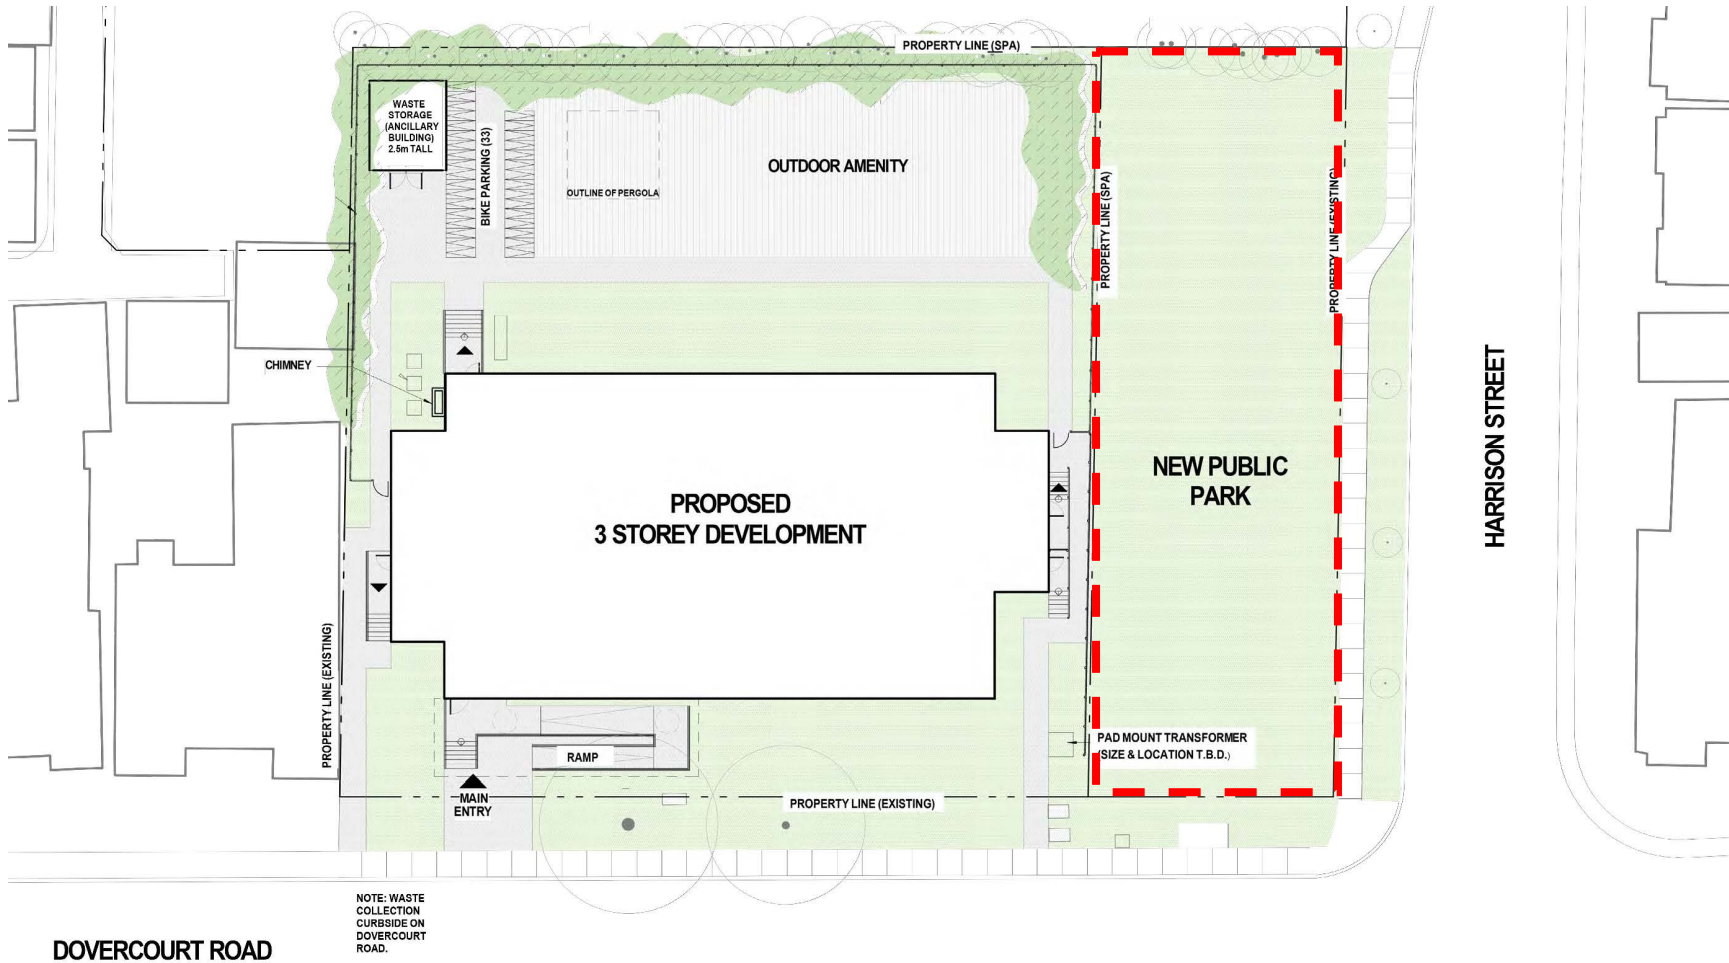 PROPERTY LINE (SPA)
WASTE
STORAGE
(ANCILLARY
BUILDING)
2.5m TALL
BIKE PARKING (33)
OUTLINE OF PERGOLA
OUTDOOR AMENITY
PROPERTY LINE (SPA)
PROPERTY LINE (EXISTING)
CHIMNEY
PROPOSED
3 STOREY DEVELOPMENT
NEW PUBLIC
PARK
HARRISON STREET
PROPERTY LINE (EXISTING)
RAMP
PAD MOUNT TRANSFORMER
(SIZE & LOCATION T.B.D.)
MAIN
ENTRY
PROPERTY LINE (EXISTING)
NOTE: WASTE
COLLECTION
CURBSIDE ON
DOVERCOURT
ROAD.
DOVERCOURT ROAD